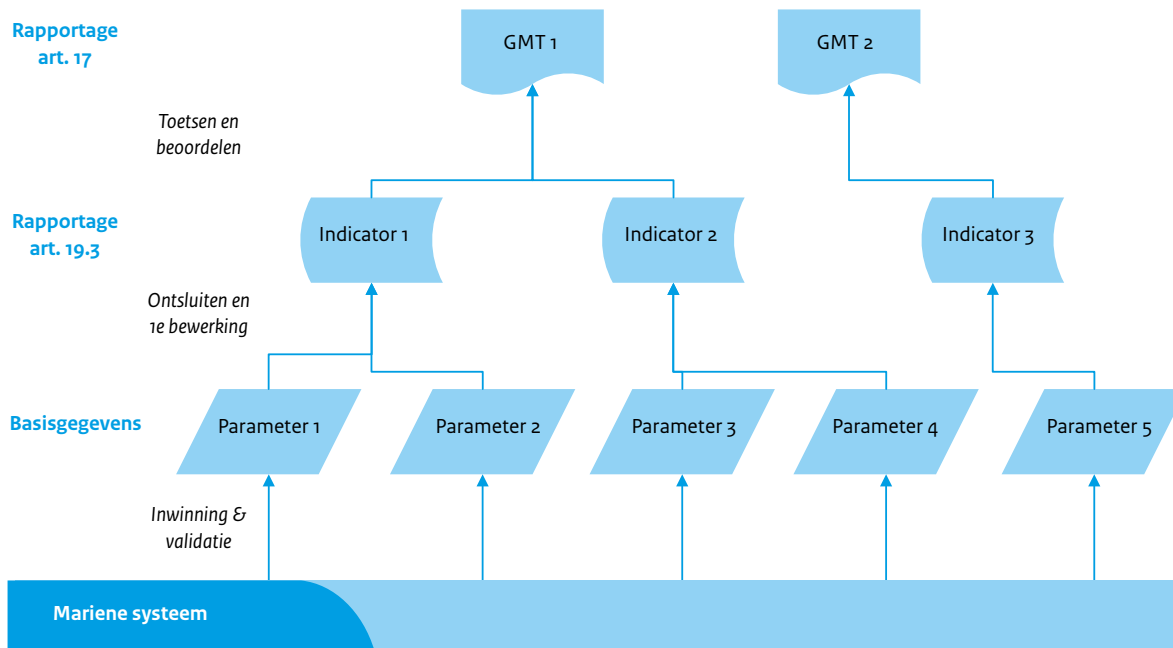 Rapportage
art. 17
GMT 1
GMT 2
Toetsen en
beoordelen
Rapportage
art. 19.3
Indicator 1
Indicator 2
Indicator 3
Ontsluiten en
1e bewerking
Basisgegevens
Parameter 1
Parameter 2
Parameter 3
Parameter 4
Parameter 5
Inwinning &
validatie
Mariene systeem